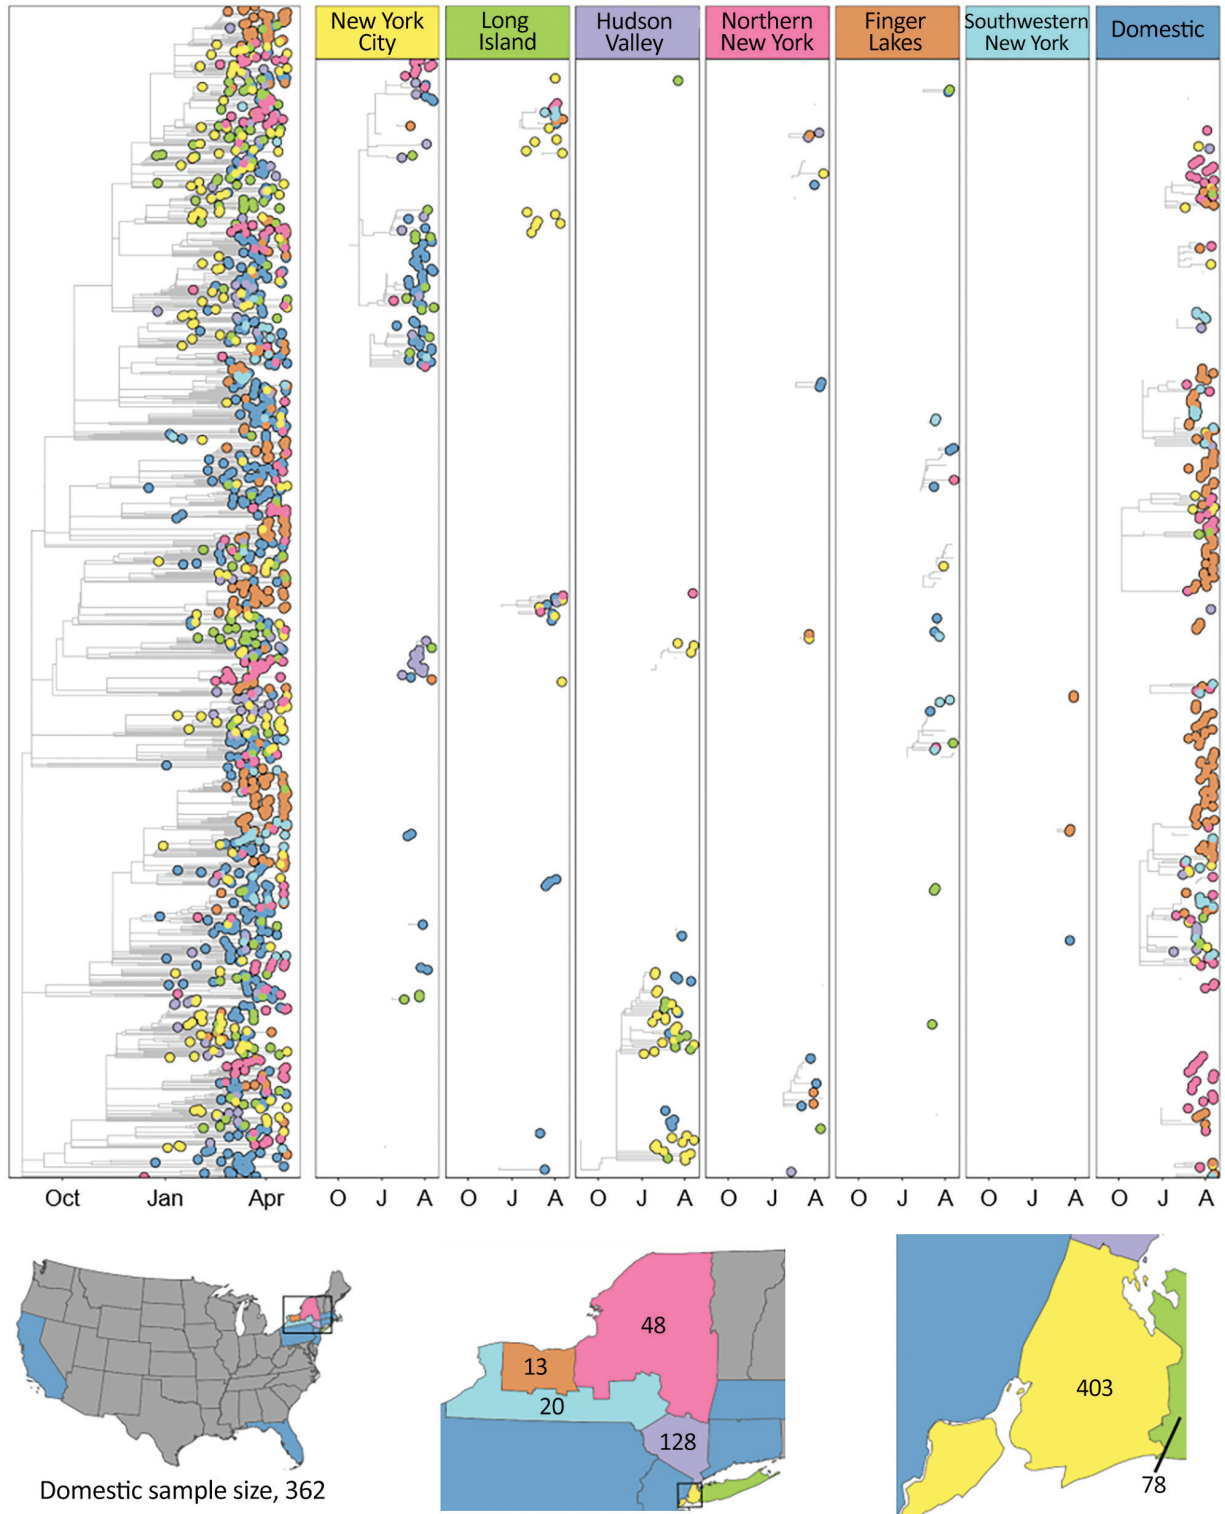 New York
City
Long
Island
Hudson
Valley
Northern
New York
Finger
Lakes
Southwestern
New York
Domestic
Oct Jan Apr
O J A
O J A
O J A
O J A
O J A
O J A
O J A
48
13
20
128
403
78
Domestic sample size, 362